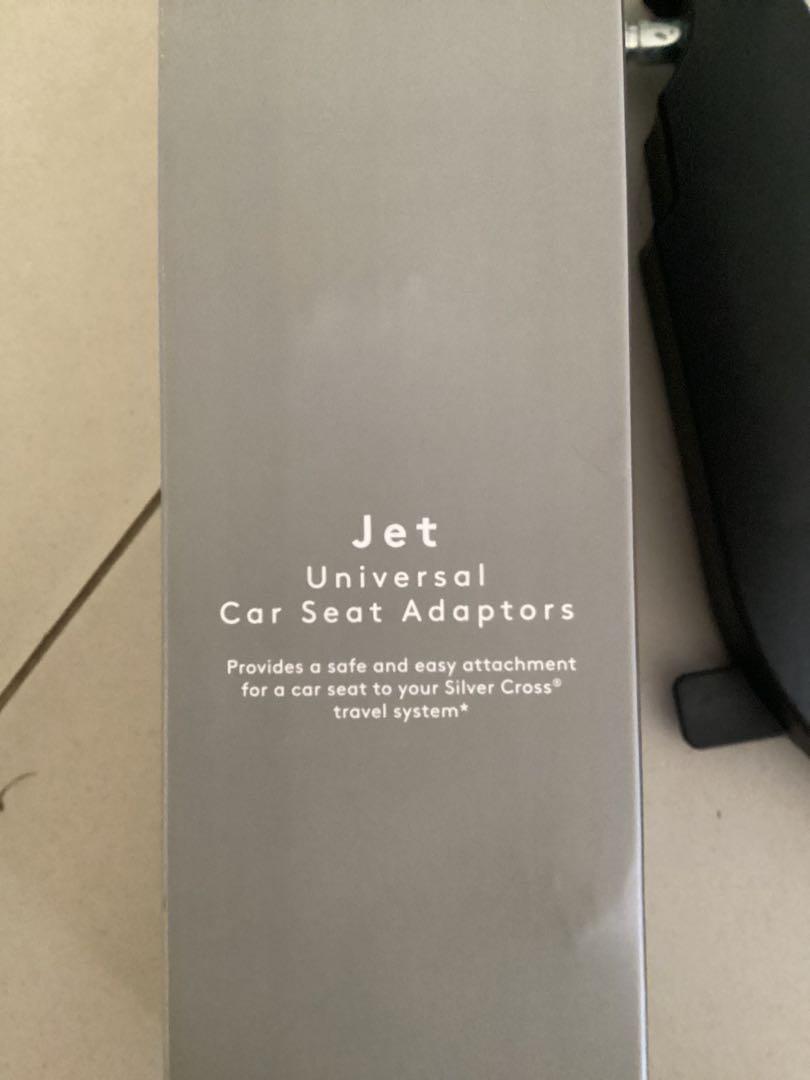 Jet
Universal
Car Seat Adaptors
Provides a safe and easy attachment
for a car seat to your Silver Cross®
travel system*